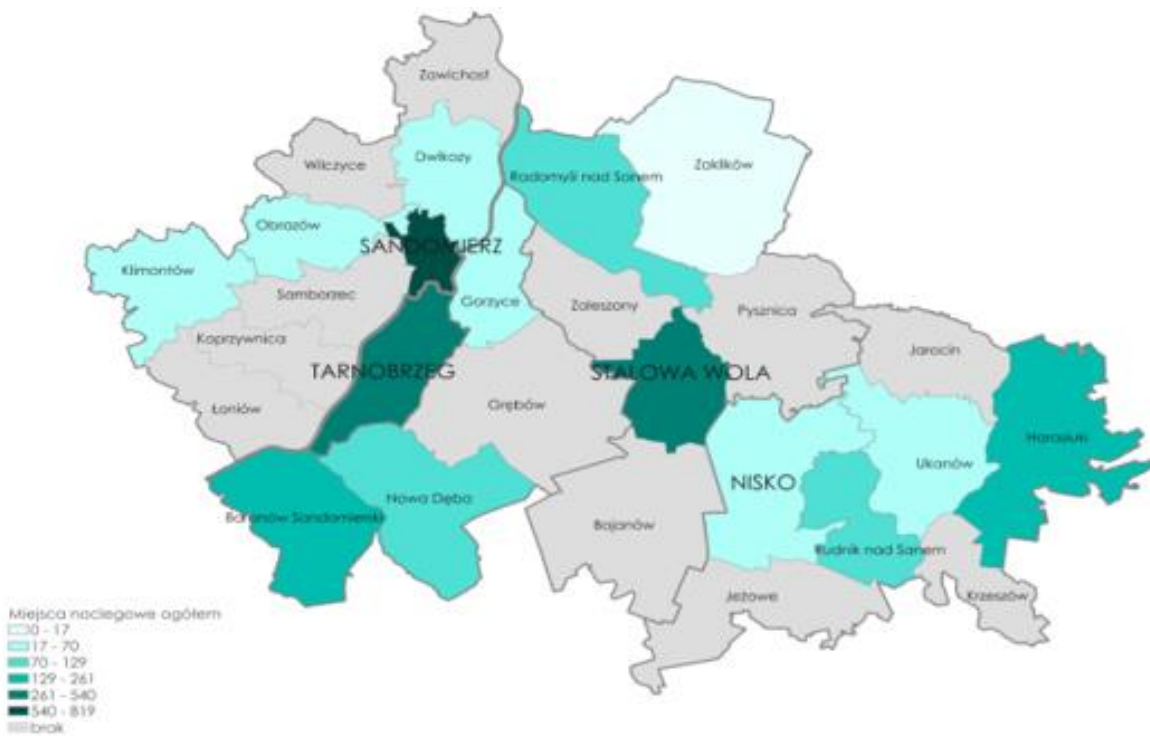 Zawichost
Dwikozy
Wilczyce
Radomyśl nad Sanem
Zaklików
Obrazów
SANDOMIERZ
Klimontów
Samborzec
Gorzyce
Zaleszany
Pysznica
Koprzywnica
Jarocin
TARNOBRZEG
STALOWA WOLA
Łoniów
Grębów
Harasiuki
Ulanów
NISKO
Nowa Dęba
Baranów Sandomierski
Bojanów
Rudnik nad Sanem
Jeżowe
Krzeszów
Miejsca noclegowe ogółem
0 - 17
17 - 70
70 - 129
129 - 261
261 - 540
540 - 819
brak